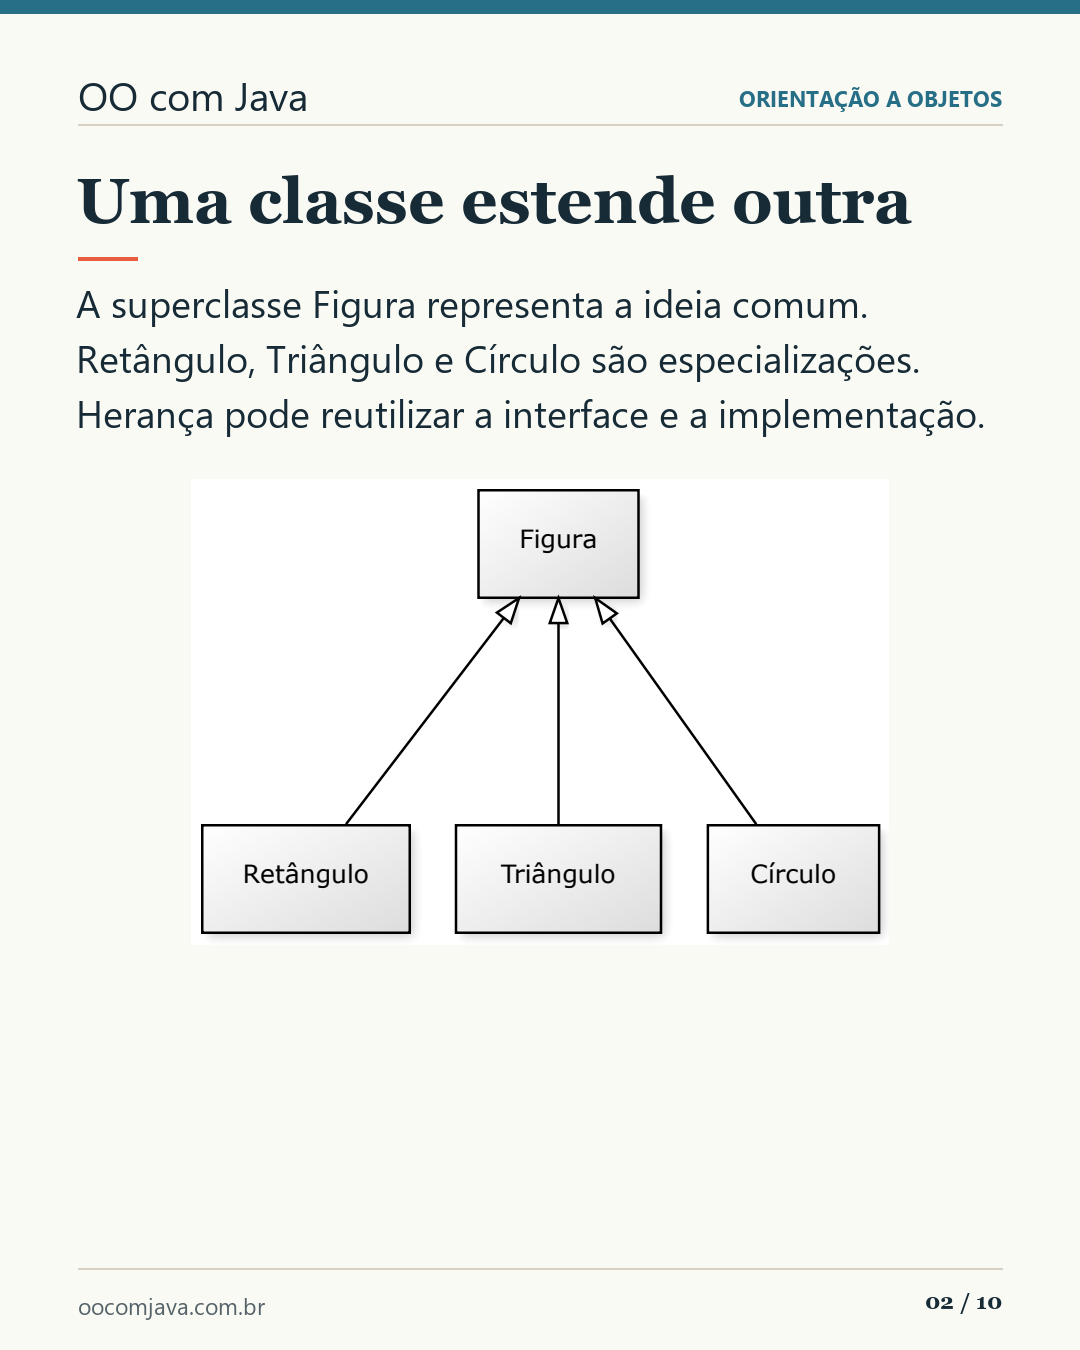 OO com Java
ORIENTAÇÃO A OBJETOS
Uma classe estende outra
A superclasse Figura representa a ideia comum.
Retângulo, Triângulo e Círculo são especializações.
Herança pode reutilizar a interface e a implementação.
Figura
Retângulo
Triângulo
Círculo
oocomjava.com.br
02 / 10